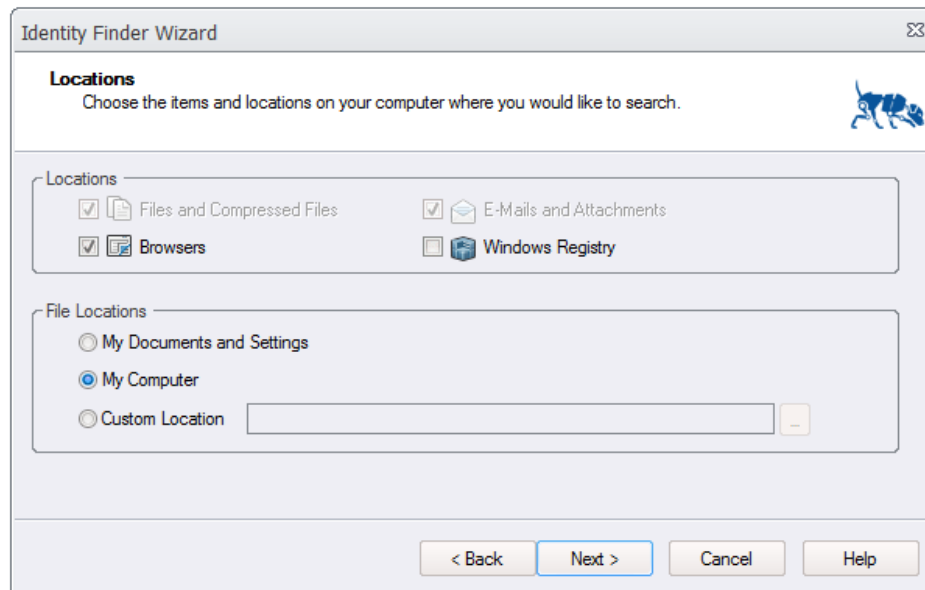 Identity Finder Wizard
Locations
Choose the items and locations on your computer where you would like to search.
Locations
Files and Compressed Files
E-Mails and Attachments
Browsers
Windows Registry
File Locations
My Documents and Settings
My Computer
Custom Location
...
< Back
Next >
Cancel
Help